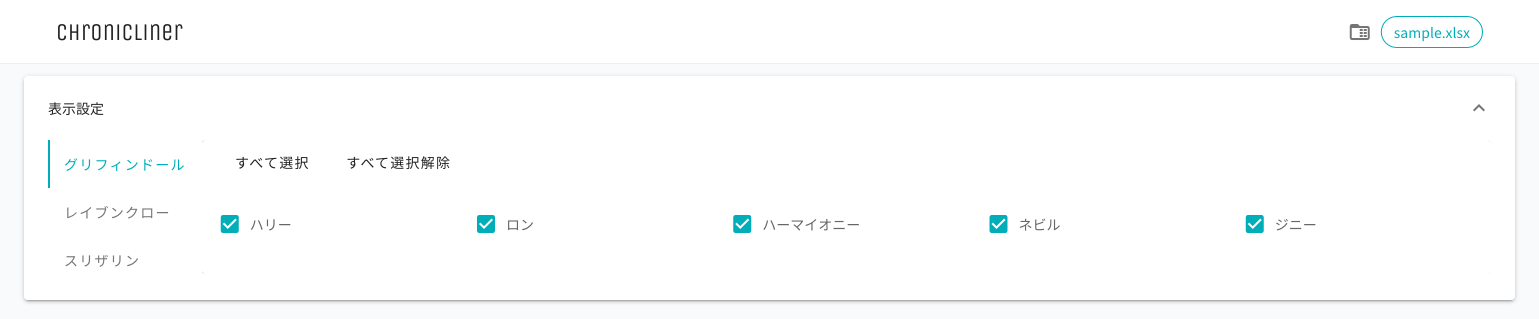 CHRONICLINER
sample.xlsx
表示設定
グリフィンドール
すべて選択 すべて選択解除
レイブンクロー
ハリー ロン ハーマイオニー ネビル ジニー
スリザリン